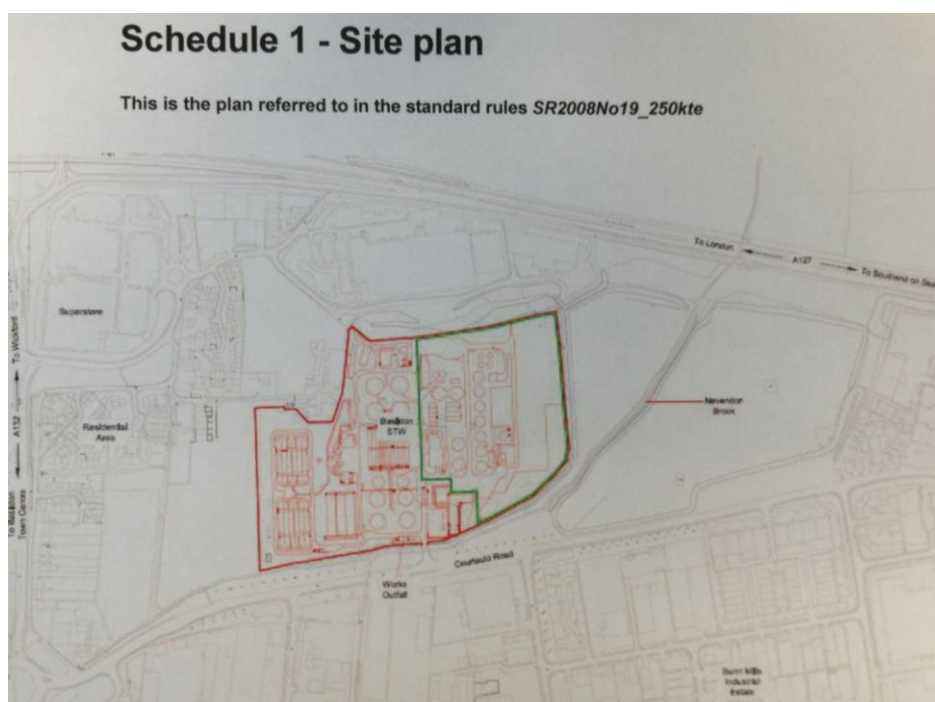 Schedule 1 - Site plan
This is the plan referred to in the standard rules SR2008No19_250kte
To London
A127
To Southend on Sea
Superstore
To Wickford
A132
To Basildon
Town Centre
Residential
Area
Basildon
STW
Nevendon
Brook
Courtauld Road
Works
Outfall
Burnt Mills
Industrial
Estate